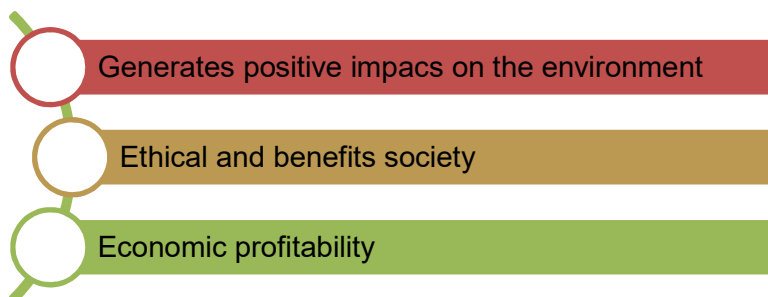 Generates positive impacs on the environment
Ethical and benefits society
Economic profitability